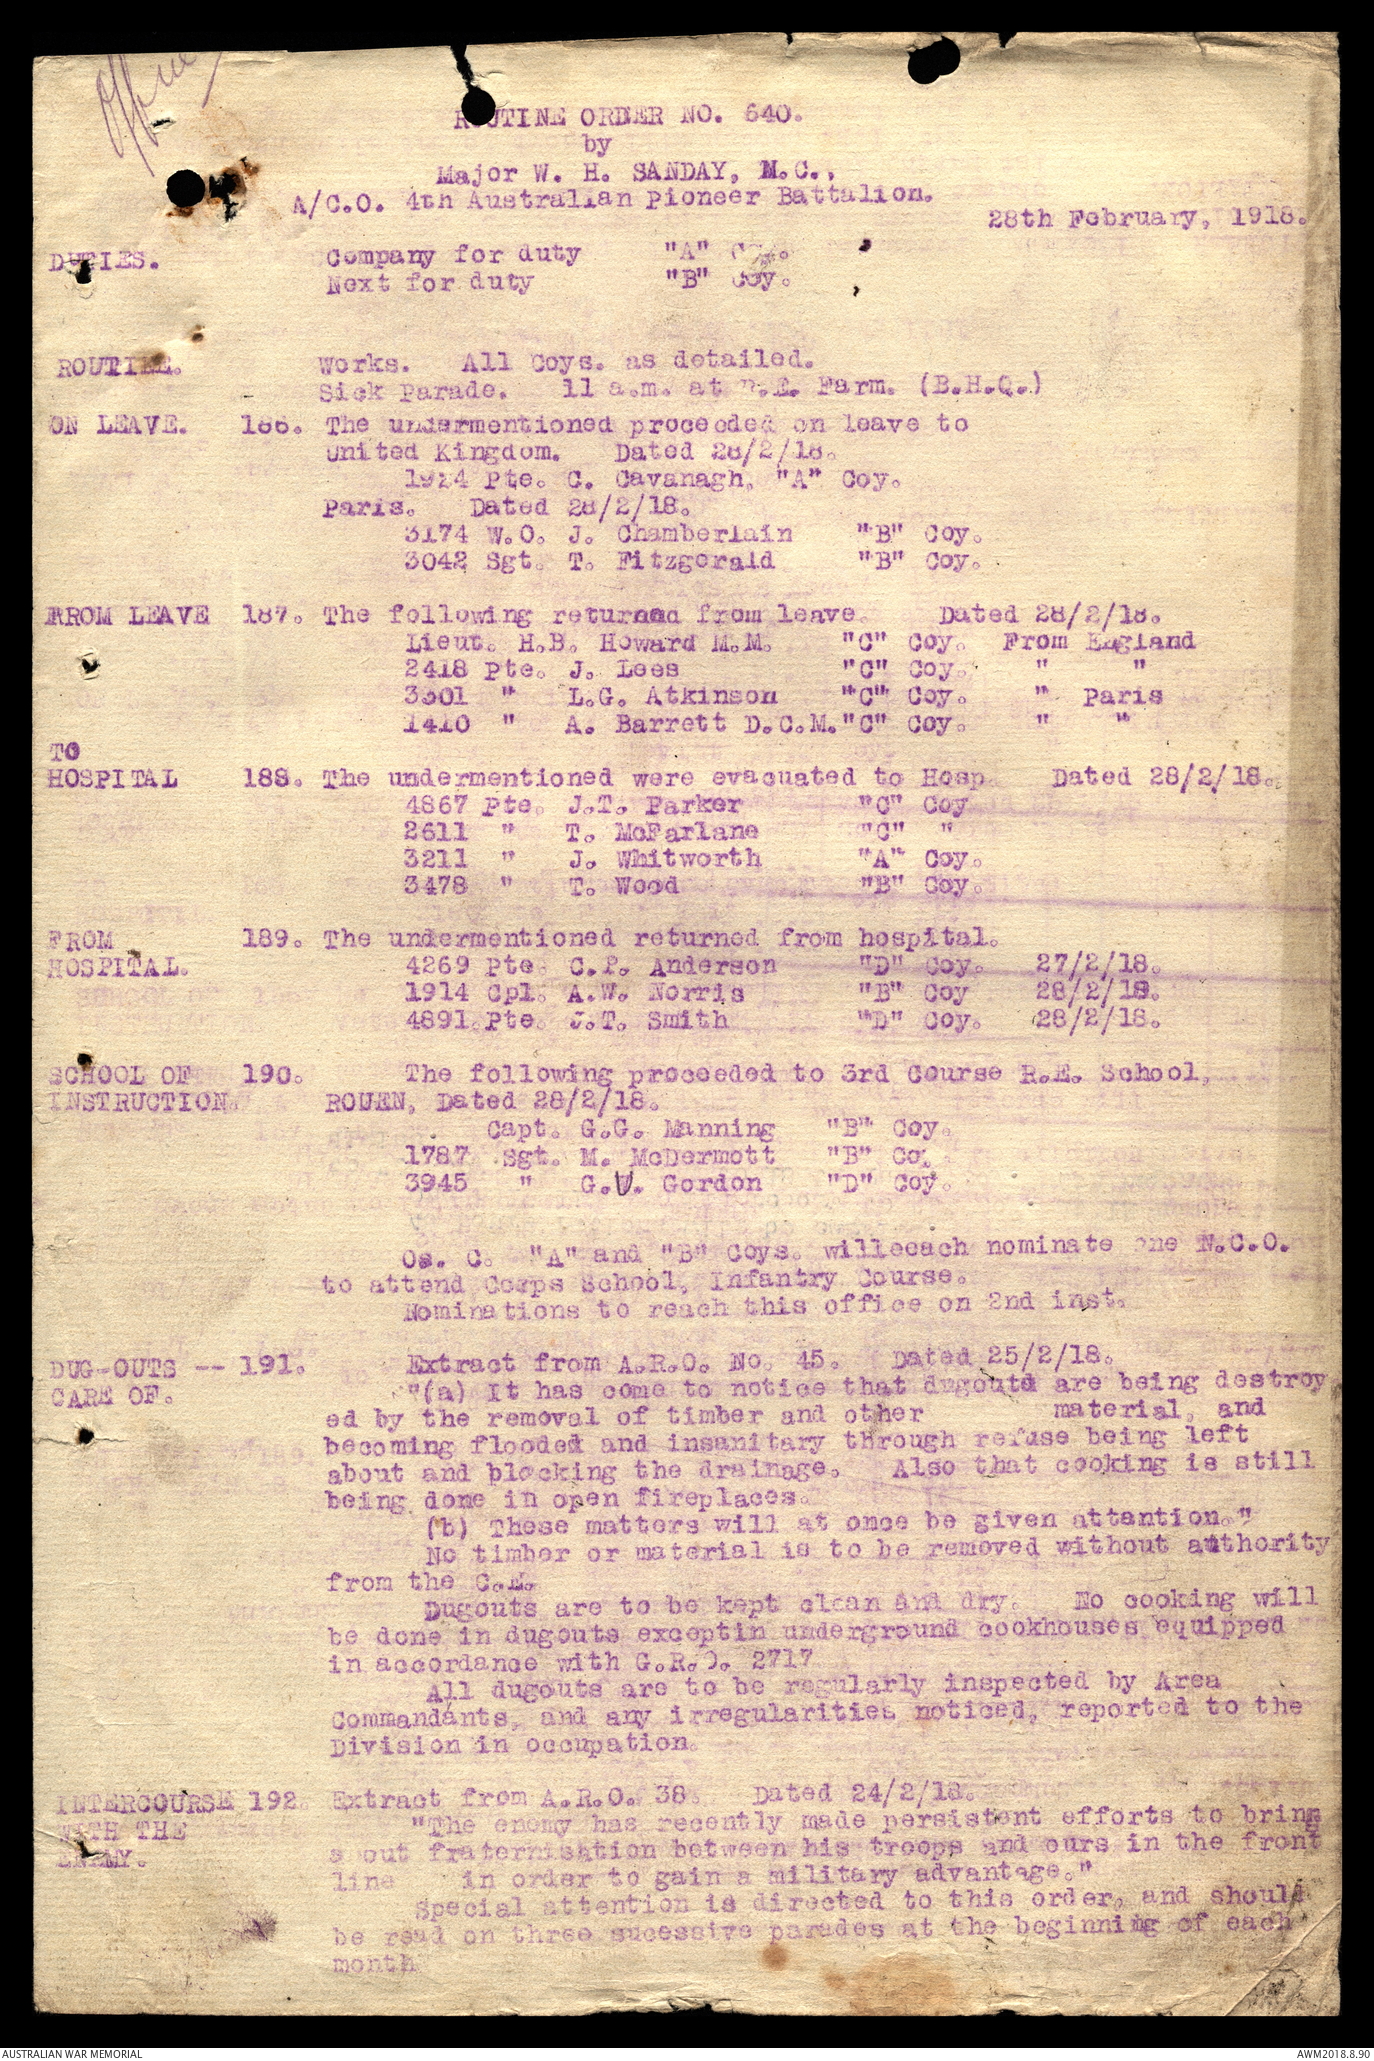 Office
ROUTINE ORDER NO. 640.
by
Major W. H. SANDAY, M.C.,
A/C.O. 4th Australian Pioneer Battalion.
28th February, 1918.
DUTIES. Company for duty "A" Coy.
Next for duty "B" Coy.
ROUTINE. Works. All Coys. as detailed.
Sick Parade. 11 a.m. at .E. Farm. (B.H.Q.)
ON LEAVE. 186. The undermentioned proceeded on leave to
United Kingdom. Dated 28/2/18.
1924 Pte. C. Cavanagh, "A" Coy.
Paris. Dated 28/2/18.
3174 W.O. J. Chamberlain "B" Coy.
3042 Sgt. T. Fitzgerald "B" Coy.
FROM LEAVE 187. The following returned from leave. Dated 28/2/18.
Lieut. H.B. Howard M.M. "C" Coy. From England
2418 Pte. J. Lees "C" Coy. " "
3501 " L.G. Atkinson "C" Coy. " Paris
1410 " A. Barrett D.C.M. "C" Coy. " "
TO
HOSPITAL 188. The undermentioned were evacuated to Hosp Dated 28/2/18.
4867 Pte. J.T. Parker "C" Coy
2611 " T. McFarlane "C" "
3211 " J. Whitworth "A" Coy.
3478 " T. Wood "B" Coy.
FROM 189. The undermentioned returned from hospital.
HOSPITAL. 4269 Pte. C.P. Anderson "D" Coy. 27/2/18.
1914 Cpl. A.W. Norris "B" Coy 28/2/18.
4891.Pte. J.T. Smith "D" Coy. 28/2/18.
SCHOOL OF 190. The following proceeded to 3rd Course R.E. School,
INSTRUCTION. ROUEN, Dated 28/2/18.
Capt. G.G. Manning "B" Coy.
1787 Sgt. M. McDermott "B" Coy
3945 " G.W. Gordon "D" Coy.
Os. C. "A" and "B" Coys. willeeach nominate one N.C.O.
to attend Corps School, Infantry Course.
Nominations to reach this office on 2nd inst.
DUG-OUTS -- 191. Extract from A.R.O. No. 45. Dated 25/2/18.
CARE OF. "(a) It has come to notice that dugouts are being destroy
ed by the removal of timber and other material, and
becoming flooded and insanitary through refuse being left
about and blocking the drainage. Also that cooking is still
being done in open fireplaces.
(b) These matters will at once be given attention."
No timber or material is to be removed without authority
from the C.E.
Dugouts are to be kept clean and dry. No cooking will
be done in dugouts exceptin underground cookhouses equipped
in accordance with G.R.O. 2717
All dugouts are to be regularly inspected by Area
Commandants, and any irregularities noticed, reported to the
Division in occupation.
INTERCOURSE 192. Extract from A.R.O. 38. Dated 24/2/18.
WITH THE "The enemy has recently made persistent efforts to bring
ENEMY. about fraternisation between his troops and ours in the front
line in order to gain a military advantage."
Special attention is directed to this order, and should
be read on three sucessive parades at the beginning of each
month
AUSTRALIAN WAR MEMORIAL AWM2018.8.90